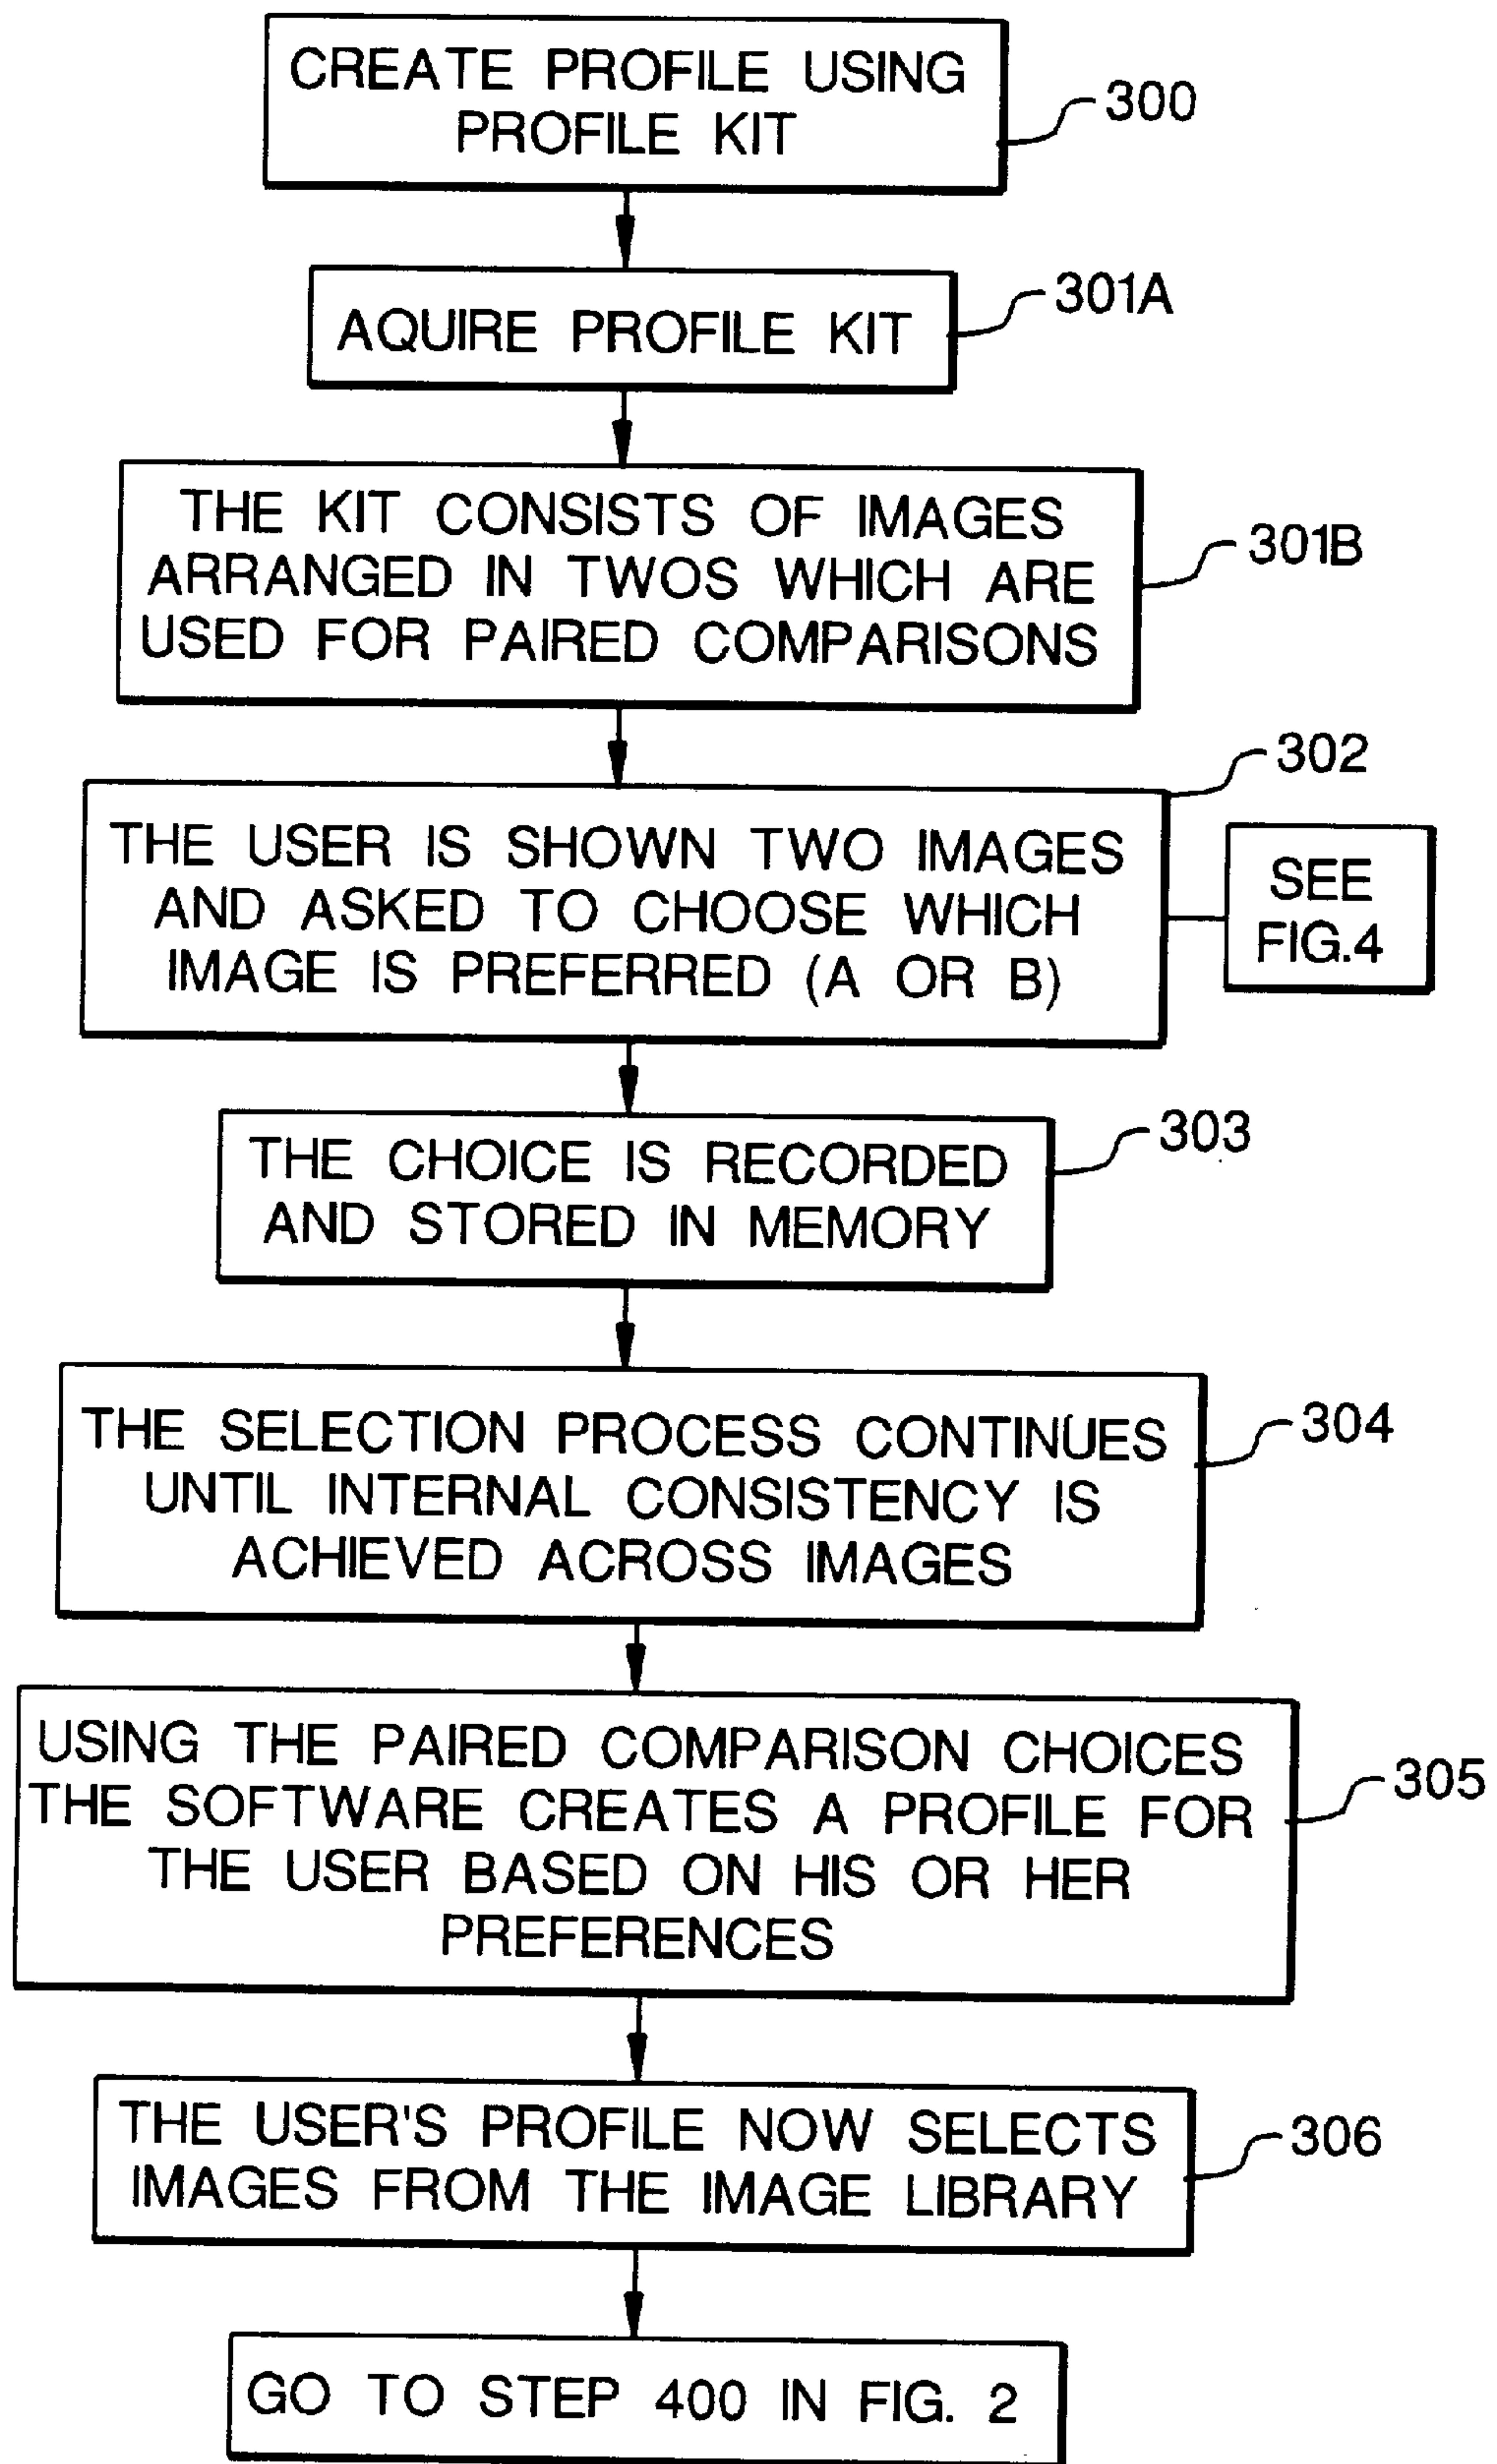 CREATE PROFILE USING
PROFILE KIT
300
AQUIRE PROFILE KIT
301A
THE KIT CONSISTS OF IMAGES
ARRANGED IN TWOS WHICH ARE
USED FOR PAIRED COMPARISONS
301B
THE USER IS SHOWN TWO IMAGES
AND ASKED TO CHOOSE WHICH
IMAGE IS PREFERRED (A OR B)
302
SEE
FIG.4
THE CHOICE IS RECORDED
AND STORED IN MEMORY
303
THE SELECTION PROCESS CONTINUES
UNTIL INTERNAL CONSISTENCY IS
ACHIEVED ACROSS IMAGES
304
USING THE PAIRED COMPARISON CHOICES
THE SOFTWARE CREATES A PROFILE FOR
THE USER BASED ON HIS OR HER
PREFERENCES
305
THE USER'S PROFILE NOW SELECTS
IMAGES FROM THE IMAGE LIBRARY
306
GO TO STEP 400 IN FIG. 2